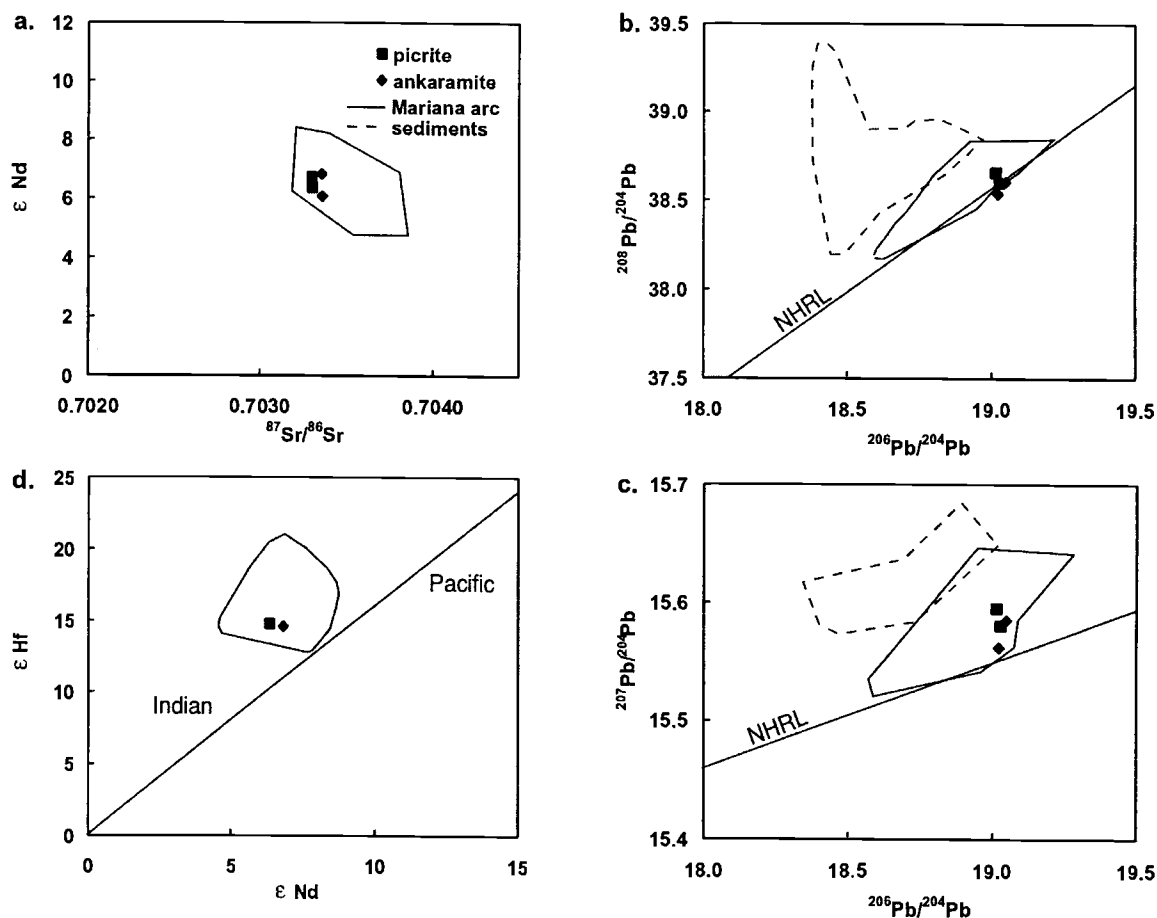 a.
12
10
8
6
4
2
0
ε Nd
picrite
ankaramite
Mariana arc
sediments
0.7020 0.7030 0.7040
⁸⁷Sr/⁸⁶Sr
b.
39.5
39.0
38.5
38.0
37.5
²⁰⁸Pb/²⁰⁴Pb
NHRL
18.0 18.5 19.0 19.5
²⁰⁶Pb/²⁰⁴Pb
d.
25
20
15
10
5
0
ε Hf
Pacific
Indian
0 5 10 15
ε Nd
c.
15.7
15.6
15.5
15.4
²⁰⁷Pb/²⁰⁴Pb
NHRL
18.0 18.5 19.0 19.5
²⁰⁶Pb/²⁰⁴Pb